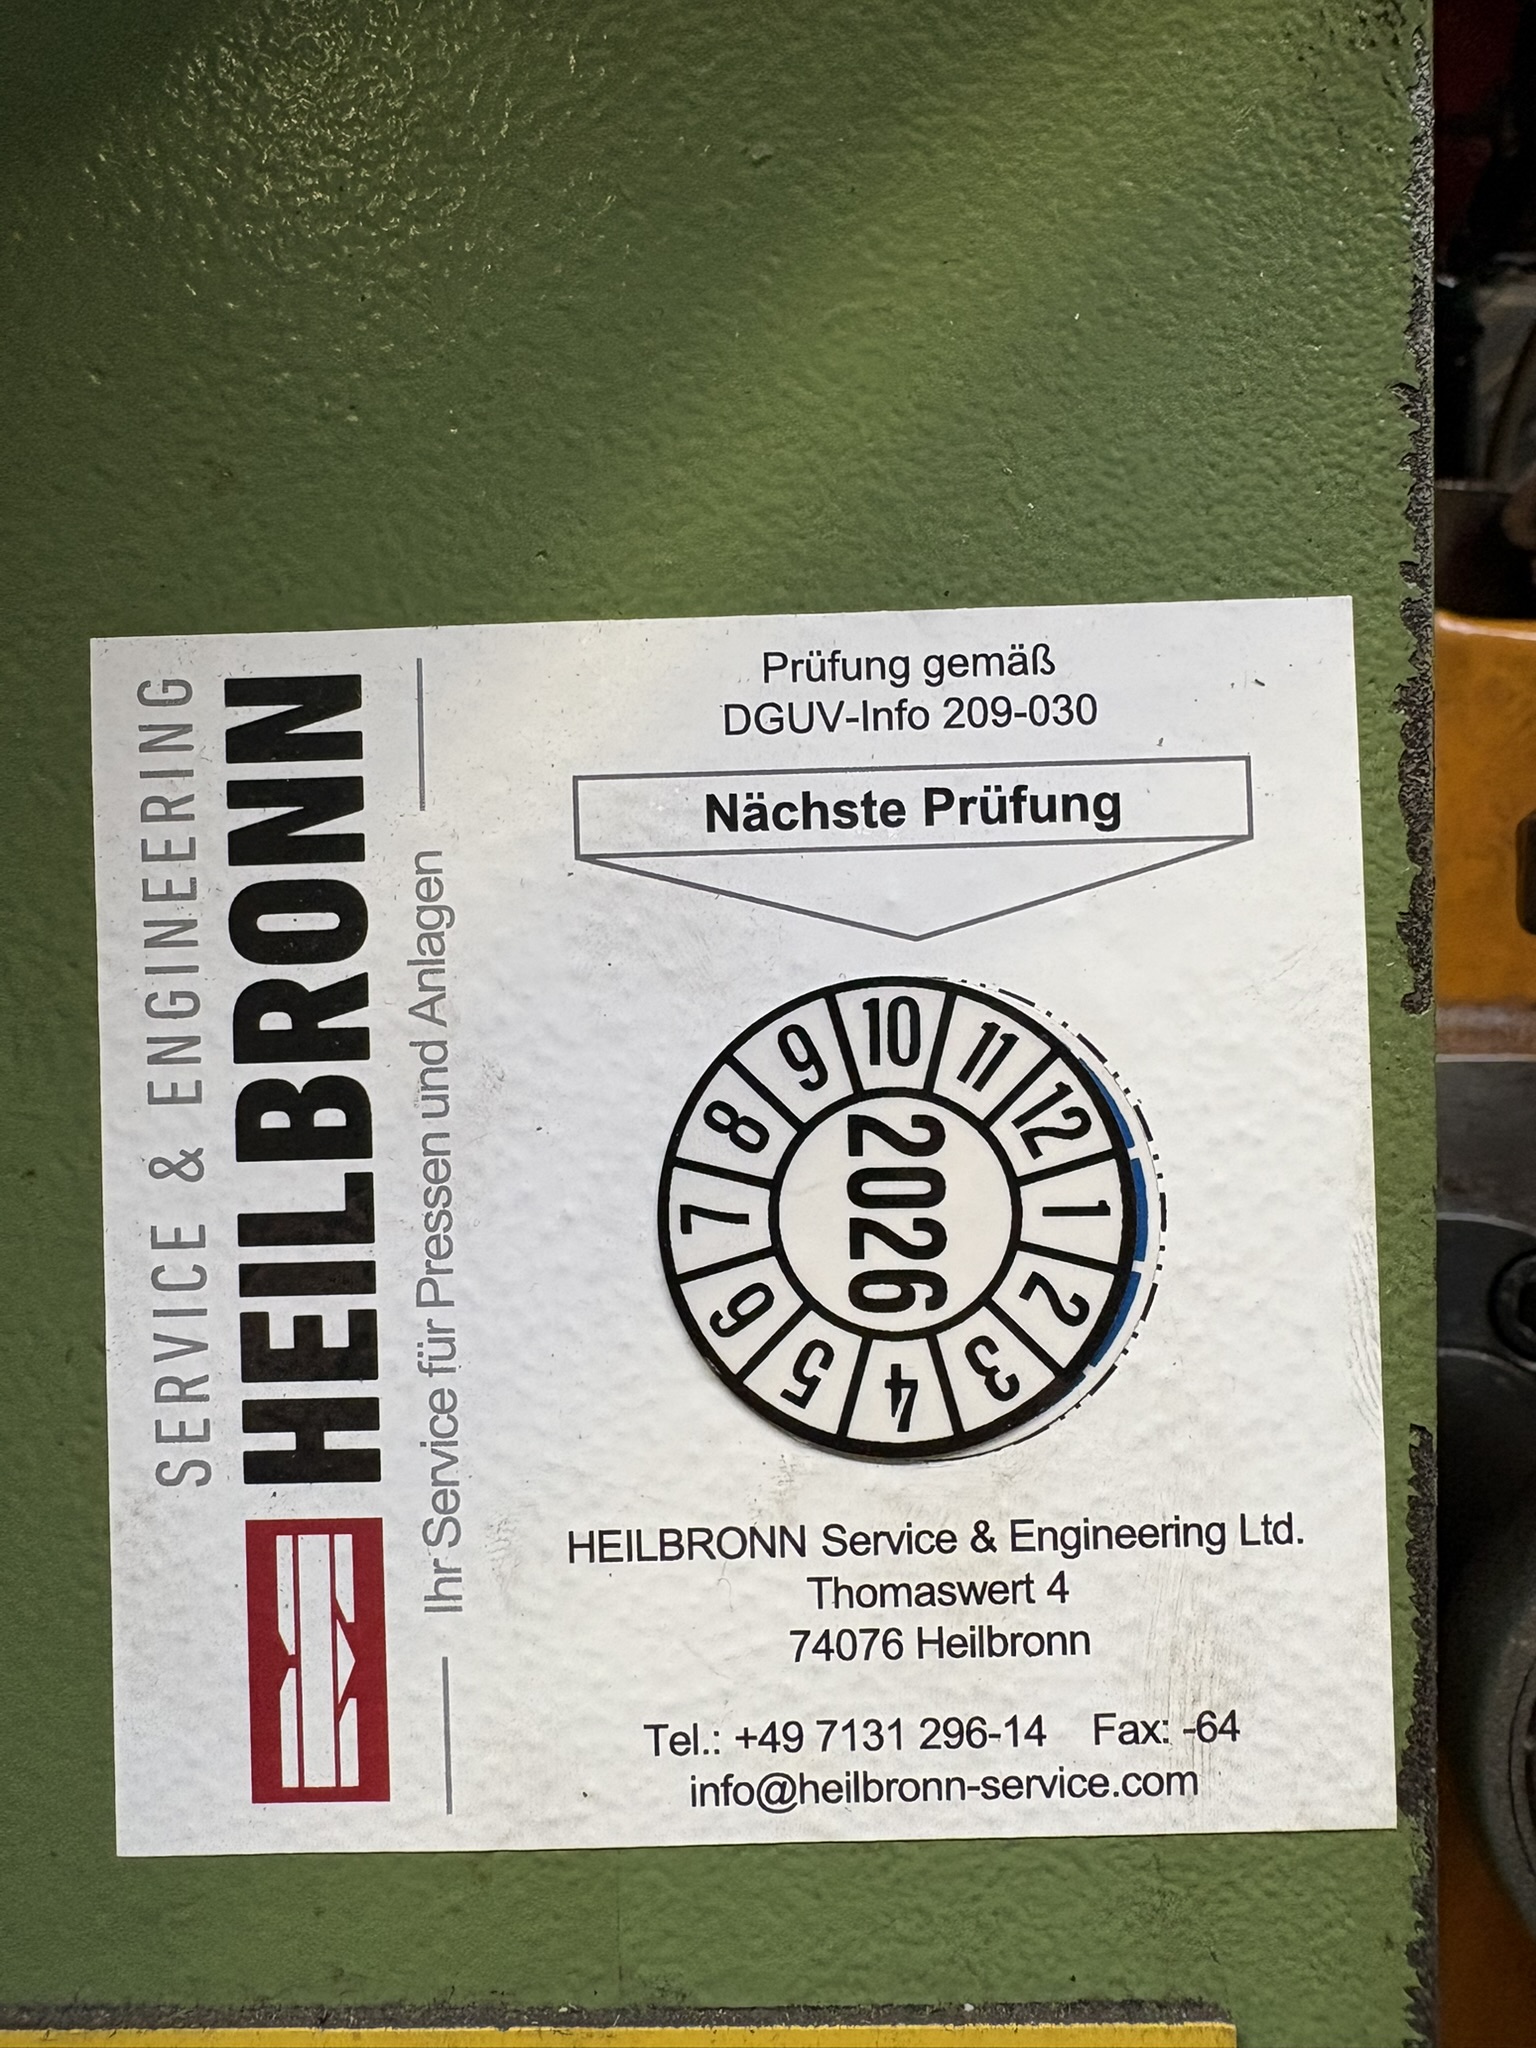 SERVICE & ENGINEERING
HEILBRONN
Ihr Service für Pressen und Anlagen
Prüfung gemäß
DGUV-Info 209-030
Nächste Prüfung
10
11
12
1
2
3
4
5
6
7
8
9
2026
HEILBRONN Service & Engineering Ltd.
Thomaswert 4
74076 Heilbronn
Tel.: +49 7131 296-14 Fax: -64
info@heilbronn-service.com